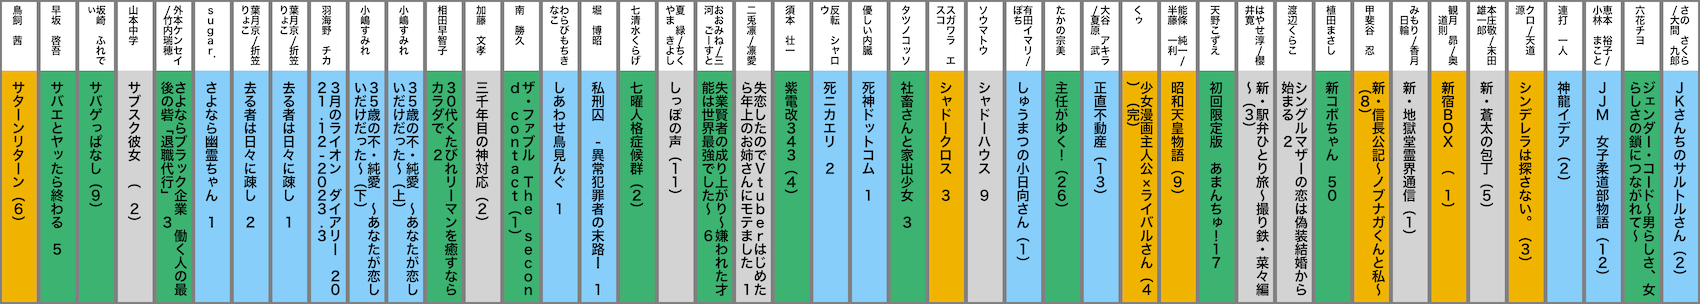 さの さくら
/大間 九郎
JKさんちのサルトルさん (2)
六花チヨ
ジェンダー・コード～男らしさ、女
らしさの鎖につながれて～
恵本 裕子/
小林 まこと
JJM 女子柔道部物語 (12)
連打 一人
神龍イデア (2)
クロ/天道
源
シンデレラは探さない。 (3)
本庄敬/末田
雄一郎
新・蒼太の包丁 (5)
観月 昴/奥
道則
新宿BOX ( 1)
みもり/香月
日輪
新・地獄堂霊界通信 (1)
甲斐谷 忍
新・信長公記～ノブナガくんと私～
(8)
植田まさし
新コボちゃん 50
渡辺くらこ
シングルマザーの恋は偽装結婚から
始まる 2
はやせ淳/櫻
井寛
新・駅弁ひとり旅～撮り鉄・菜々編
～ (3)
天野こずえ
初回限定版 あまんちゅ!17
能條 純一/
半藤 一利
昭和天皇物語 (9)
くゥ
少女漫画主人公×ライバルさん (4
) (完)
大谷 アキラ
/夏原 武
正直不動産 (13)
たかの宗美
主任がゆく! (26)
有田イマリ/
ぽち
しゅうまつの小日向さん (1)
ソウマトウ
シャドーハウス 9
スガワラ エ
スコ
シャドークロス 3
タツノコッソ
社畜さんと家出少女 3
優しい内臓
死神ドットコム 1
反転 シャロ
ウ
死ニカエリ 2
須本 壮一
紫電改343 (4)
二兎凛/凛愛
失恋したのでVtuberはじめた
ら年上のお姉さんにモテました 1
おおみね/三
河 ごーすと
失業賢者の成り上がり～嫌われた才
能は世界最強でした～ 6
夏 緑/ちく
やま きよし
しっぽの声 (11)
七清水くらげ
七曜人格症候群 (2)
堀 博昭
私刑囚 -異常犯罪者の末路- 1
わらびもちき
なこ
しあわせ鳥見んぐ 1
南 勝久
ザ・ファブル The secon
d contact (1)
加藤 文孝
三千年目の神対応 (2)
相田早智子
30代くたびれリーマンを癒すなら
カラダで 2
小嶋すみれ
35歳の不・純愛 ～あなたが恋し
いだけだった～ (上)
小嶋すみれ
35歳の不・純愛 ～あなたが恋し
いだけだった～ (下)
羽海野 チカ
3月のライオン ダイアリー 20
21.12-2023.3
葉月京/折笠
りょこ
去る者は日々に疎し 1
葉月京/折笠
りょこ
去る者は日々に疎し 2
sugar.
さよなら幽霊ちゃん 1
外本ケンセイ
/竹内瑞穂
さよならブラック企業 働く人の最
後の砦「退職代行」 3
山本中学
サブスク彼女 ( 2)
坂崎 ふれで
ぃ
サバゲっぱなし (9)
早坂 啓吾
サバエとヤッたら終わる 5
鳥飼 茜
サターンリターン (6)